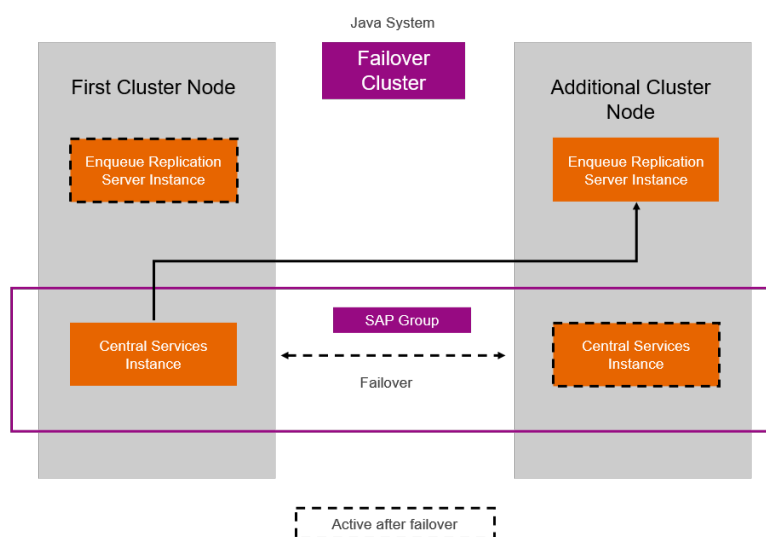 Java System
Failover
Cluster
First Cluster Node
Additional Cluster
Node
Enqueue Replication
Server Instance
Enqueue Replication
Server Instance
SAP Group
Central Services
Instance
Central Services
Instance
Failover
Active after failover